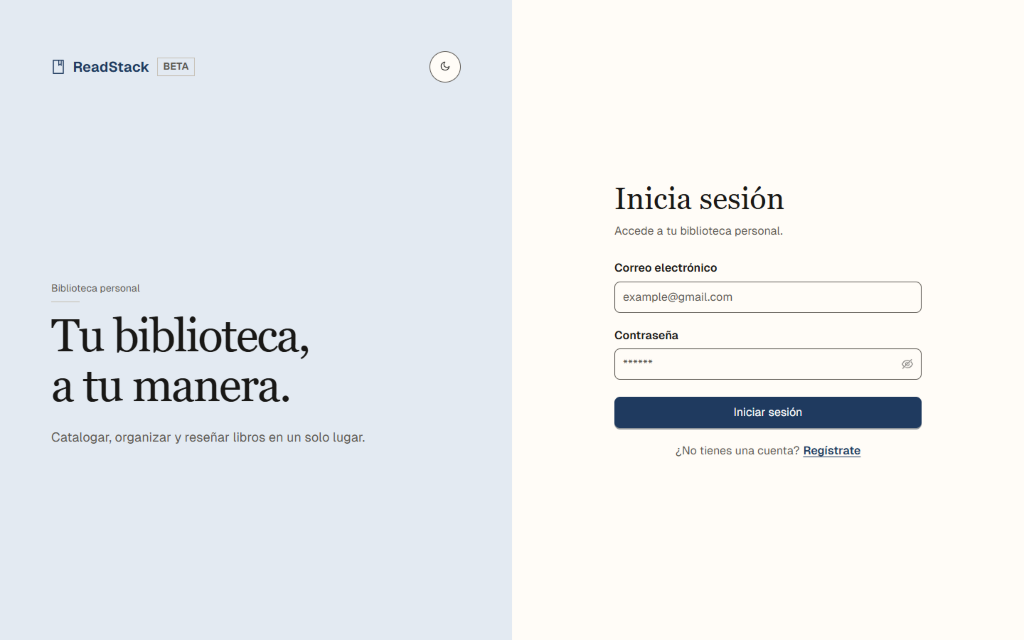 ReadStack BETA
Biblioteca personal
Tu biblioteca,
a tu manera.
Catalogar, organizar y reseñar libros en un solo lugar.
Inicia sesión
Accede a tu biblioteca personal.
Correo electrónico
example@gmail.com
Contraseña
******
Iniciar sesión
¿No tienes una cuenta? Regístrate